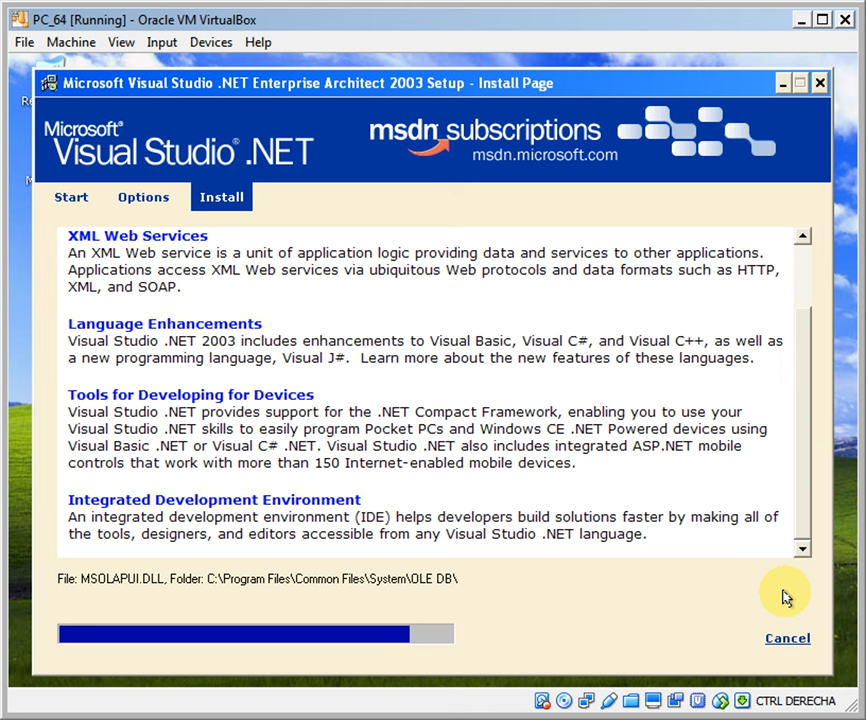 PC_64 [Running] - Oracle VM VirtualBox
File Machine View Input Devices Help
Microsoft Visual Studio .NET Enterprise Architect 2003 Setup - Install Page
Microsoft®
Visual Studio® .NET
msdn subscriptions
msdn.microsoft.com
Start Options Install
XML Web Services
An XML Web service is a unit of application logic providing data and services to other applications.
Applications access XML Web services via ubiquitous Web protocols and data formats such as HTTP,
XML, and SOAP.
Language Enhancements
Visual Studio .NET 2003 includes enhancements to Visual Basic, Visual C#, and Visual C++, as well as
a new programming language, Visual J#. Learn more about the new features of these languages.
Tools for Developing for Devices
Visual Studio .NET provides support for the .NET Compact Framework, enabling you to use your
Visual Studio .NET skills to easily program Pocket PCs and Windows CE .NET Powered devices using
Visual Basic .NET or Visual C# .NET. Visual Studio .NET also includes integrated ASP.NET mobile
controls that work with more than 150 Internet-enabled mobile devices.
Integrated Development Environment
An integrated development environment (IDE) helps developers build solutions faster by making all of
the tools, designers, and editors accessible from any Visual Studio .NET language.
File: MSOLAPUI.DLL, Folder: C:\Program Files\Common Files\System\OLE DB\
Cancel
CTRL DERECHA